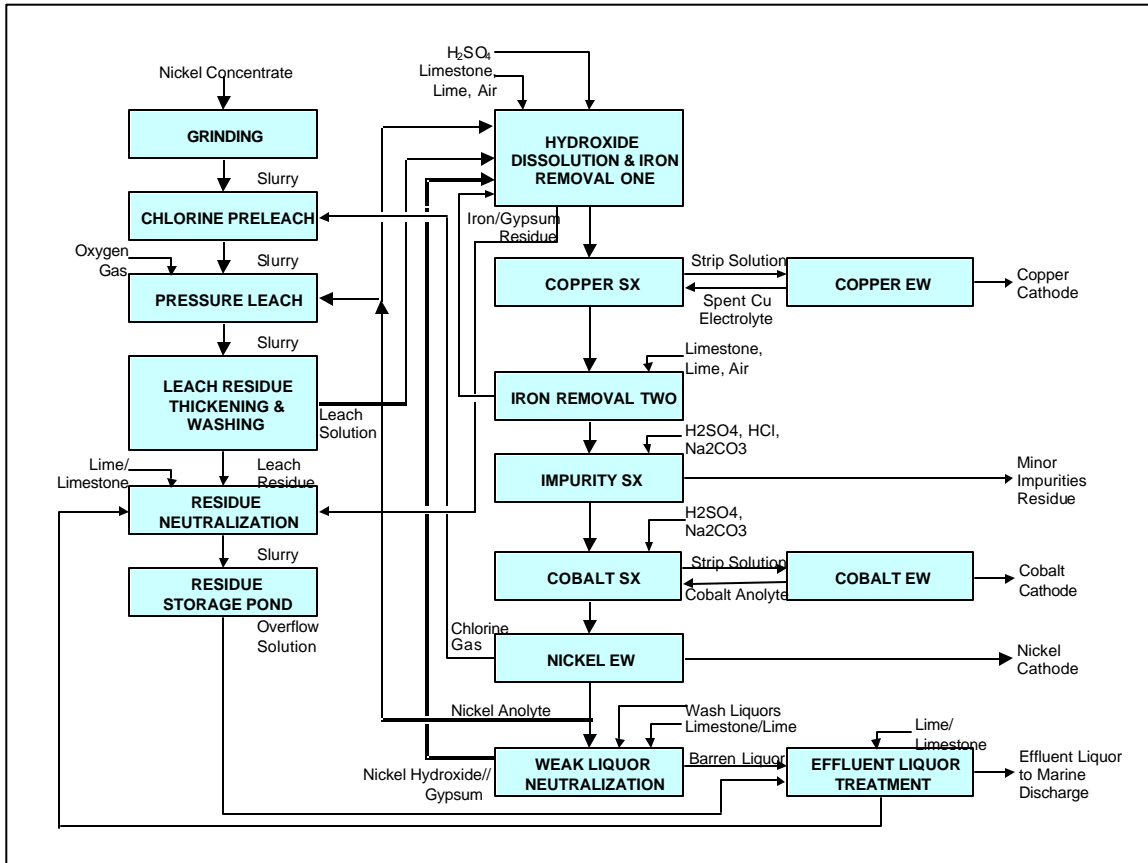 Nickel Concentrate
GRINDING
Slurry
CHLORINE PRELEACH
Oxygen
Gas
Slurry
PRESSURE LEACH
Slurry
LEACH RESIDUE
THICKENING &
WASHING
Leach
Solution
Lime/
Limestone
Leach
Residue
RESIDUE
NEUTRALIZATION
Slurry
RESIDUE
STORAGE POND
Overflow
Solution
H₂SO₄
Limestone,
Lime, Air
HYDROXIDE
DISSOLUTION & IRON
REMOVAL ONE
Iron/Gypsum
Residue
COPPER SX
Strip Solution
Spent Cu
Electrolyte
COPPER EW
Copper
Cathode
Limestone,
Lime, Air
IRON REMOVAL TWO
H2SO4, HCl,
Na2CO3
IMPURITY SX
Minor
Impurities
Residue
H2SO4,
Na2CO3
COBALT SX
Strip Solution
Cobalt Anolyte
COBALT EW
Cobalt
Cathode
Chlorine
Gas
NICKEL EW
Nickel
Cathode
Nickel Anolyte
Wash Liquors
Limestone/Lime
WEAK LIQUOR
NEUTRALIZATION
Nickel Hydroxide//
Gypsum
Barren Liquor
Lime/
Limestone
EFFLUENT LIQUOR
TREATMENT
Effluent Liquor
to Marine
Discharge